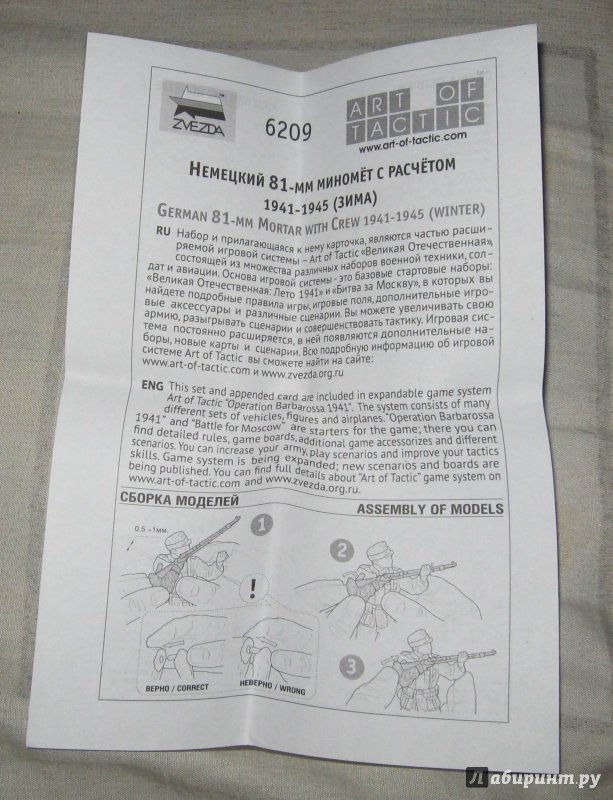 ZVEZDA
6209
ART OF
TACTIC
www.art-of-tactic.com
НЕМЕЦКИЙ 81-ММ МИНОМЁТ С РАСЧЁТОМ
1941-1945 (ЗИМА)
GERMAN 81-MM MORTAR WITH CREW 1941-1945 (WINTER)
RU Набор и прилагающаяся к нему карточка, являются частью расши-
ряемой игровой системы – Art of Tactic «Великая Отечественная»,
состоящей из множества различных наборов военной техники, сол-
дат и авиации. Основа игровой системы - это базовые стартовые наборы:
«Великая Отечественная: Лето 1941» и «Битва за Москву», в которых вы
найдете подробные правила игры, игровые поля, дополнительные игро-
вые аксессуары и различные сценарии. Вы можете увеличивать свою
армию, разыгрывать сценарии и совершенствовать тактику. Игровая сис-
тема постоянно расширяется, в ней появляются дополнительные на-
боры, новые карты и сценарии. Всю подробную информацию об игровой
системе Art of Tactic вы сможете найти на сайте:
www.art-of-tactic.com и www.zvezda.org.ru
ENG This set and appended card are included in expandable game system
Art of Tactic "Operation Barbarossa 1941". The system consists of many
different sets of vehicles, figures and airplanes. "Operation Barbarossa
1941" and "Battle for Moscow" are starters for the game; there you can
find detailed rules, game boards, additional game accessorizes and different
scenarios. You can increase your army, play scenarios and improve your tactics
skills. Game system is being expanded; new scenarios and boards are
being published. You can find full details about "Art of Tactic" game system on
www.art-of-tactic.com and www.zvezda.org.ru.
СБОРКА МОДЕЛЕЙ ASSEMBLY OF MODELS
0.5 -1мм.
1
2
!
3
ВЕРНО / CORRECT
НЕВЕРНО / WRONG
Лабиринт.ру